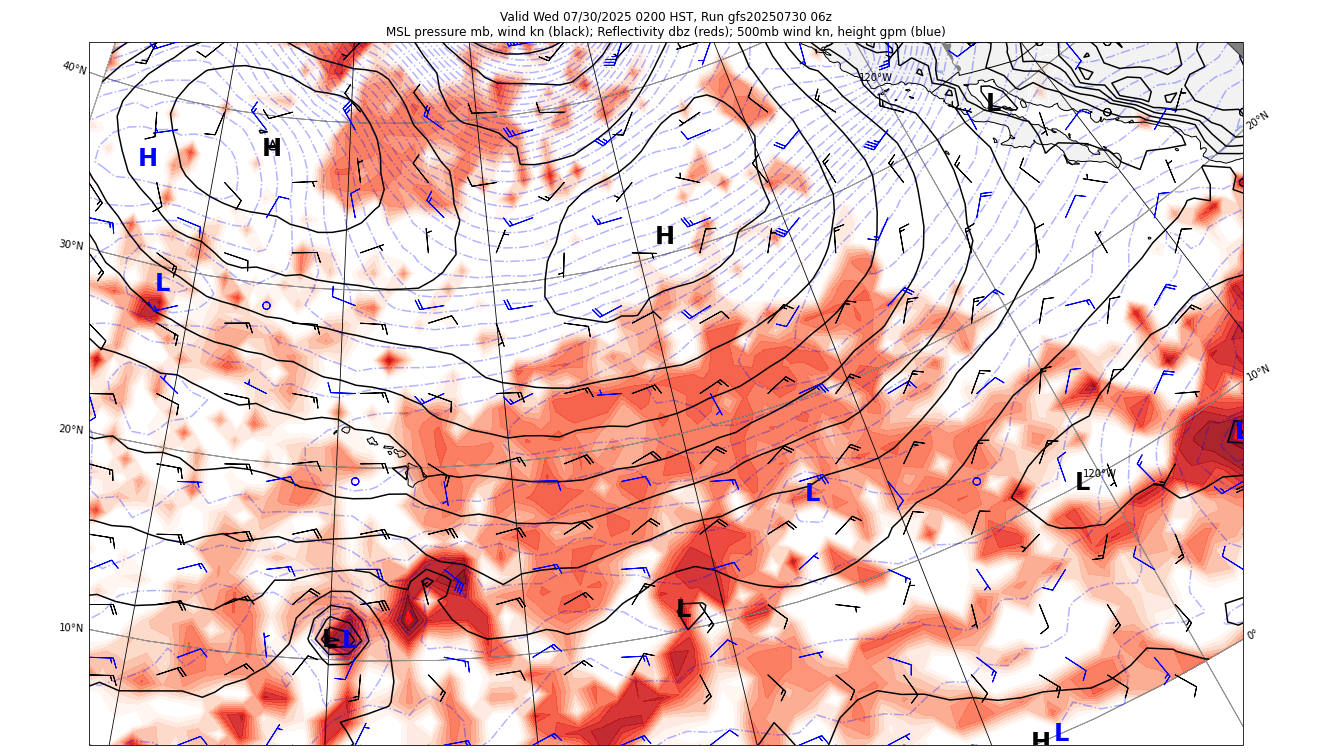 Valid Wed 07/30/2025 0200 HST, Run gfs20250730 06z
MSL pressure mb, wind kn (black); Reflectivity dbz (reds); 500mb wind kn, height gpm (blue)
40°N
120°W
L
20°N
H
H
30°N
H
L
10°N
20°N
L
L
120°W
L
10°N
L
L
L
0°
H
L